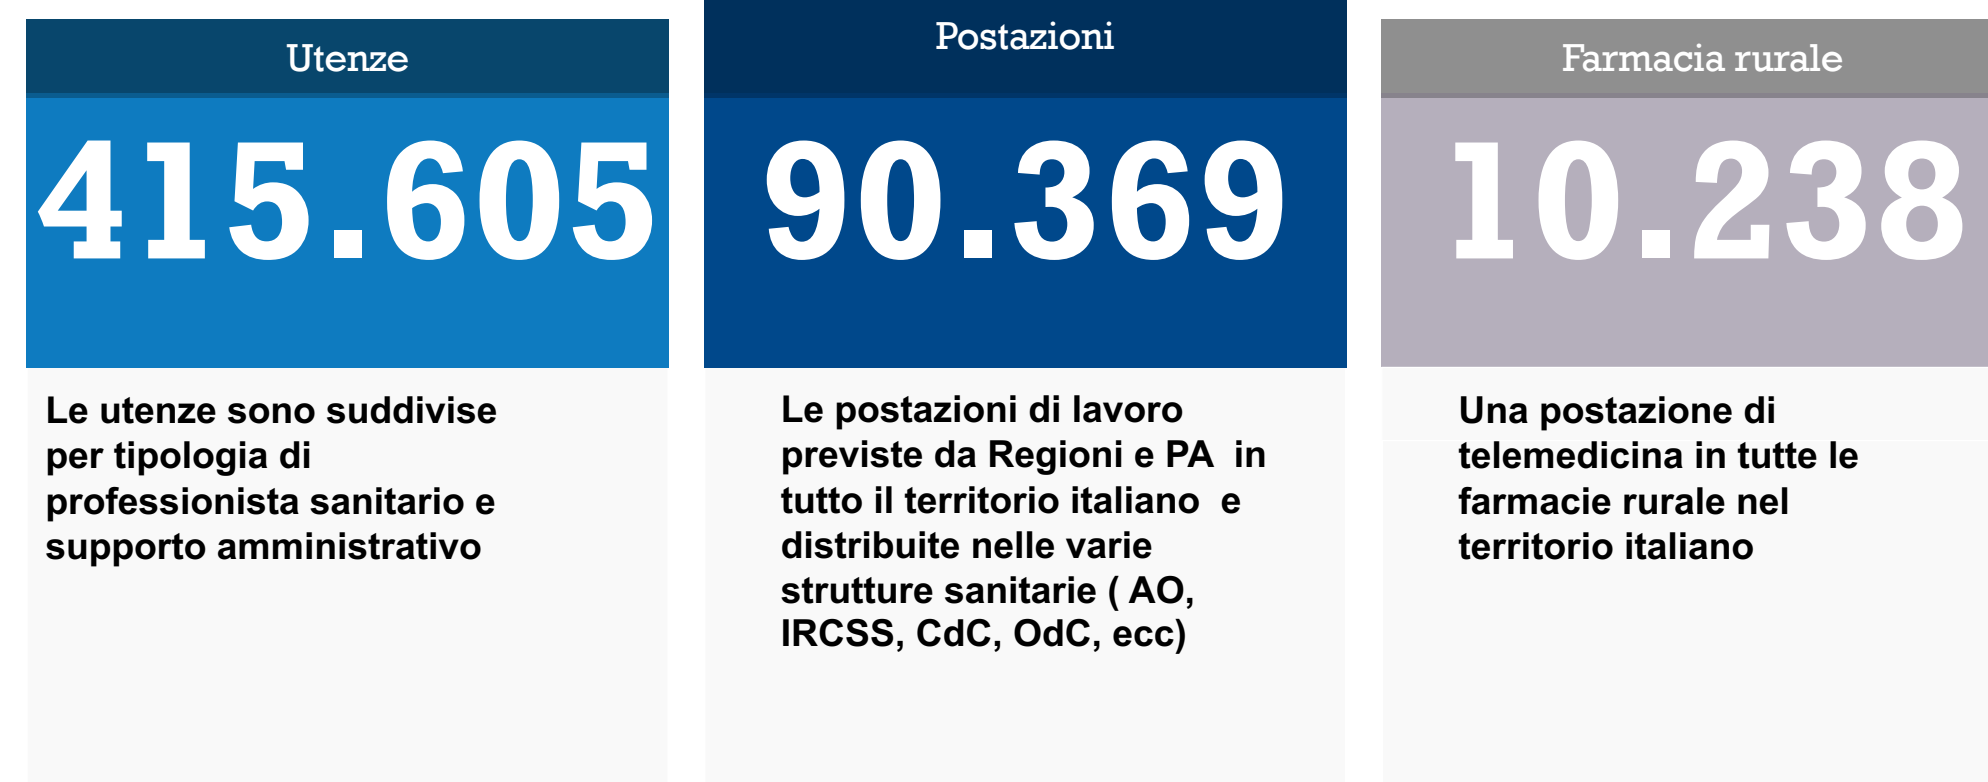 Utenze
415.605
Le utenze sono suddivise
per tipologia di
professionista sanitario e
supporto amministrativo
Postazioni
90.369
Le postazioni di lavoro
previste da Regioni e PA  in
tutto il territorio italiano  e
distribuite nelle varie
strutture sanitarie ( AO,
IRCSS, CdC, OdC, ecc)
Farmacia rurale
10.238
Una postazione di
telemedicina in tutte le
farmacie rurale nel
territorio italiano